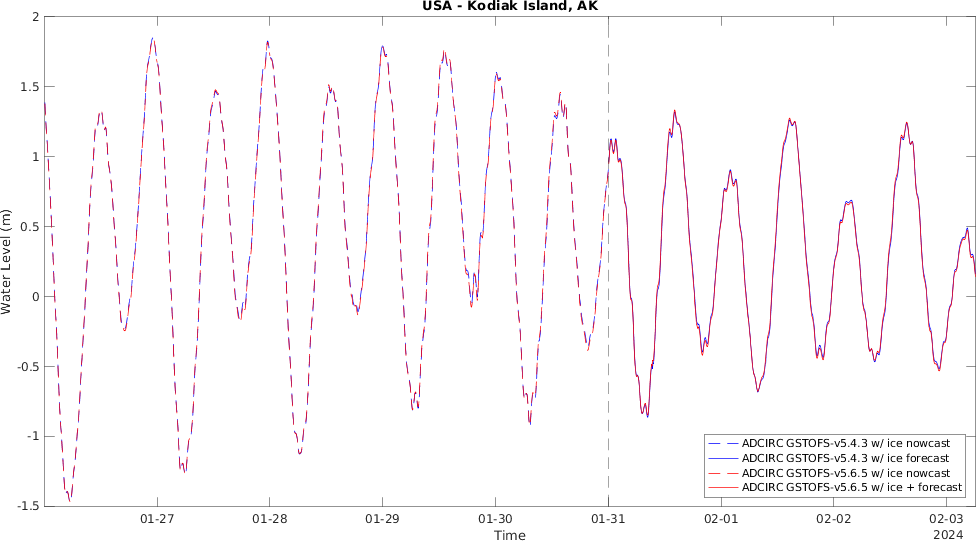 USA - Kodiak Island, AK
2
1.5
1
0.5
0
-0.5
-1
-1.5
Water Level (m)
01-27
01-28
01-29
01-30
01-31
02-01
02-02
02-03
2024
Time
ADCIRC GSTOFS-v5.4.3 w/ ice nowcast
ADCIRC GSTOFS-v5.4.3 w/ ice forecast
ADCIRC GSTOFS-v5.6.5 w/ ice nowcast
ADCIRC GSTOFS-v5.6.5 w/ ice + forecast